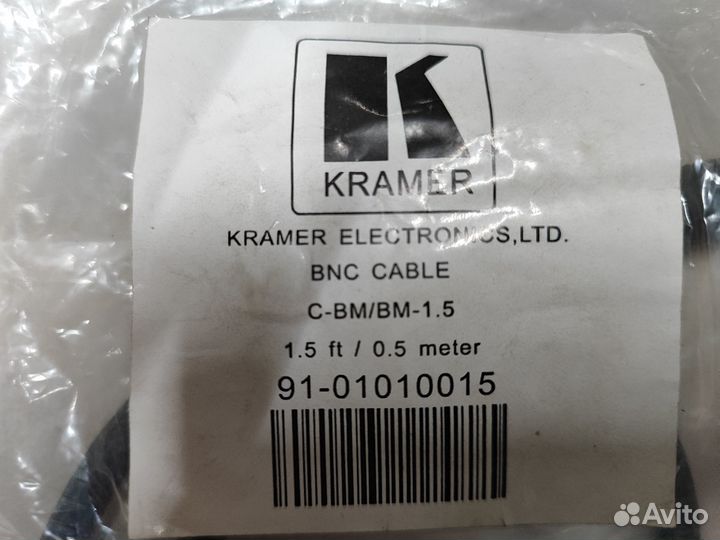 KRAMER
KRAMER ELECTRONICS,LTD.
BNC CABLE
C-BM/BM-1.5
1.5 ft / 0.5 meter
91-01010015
Avito